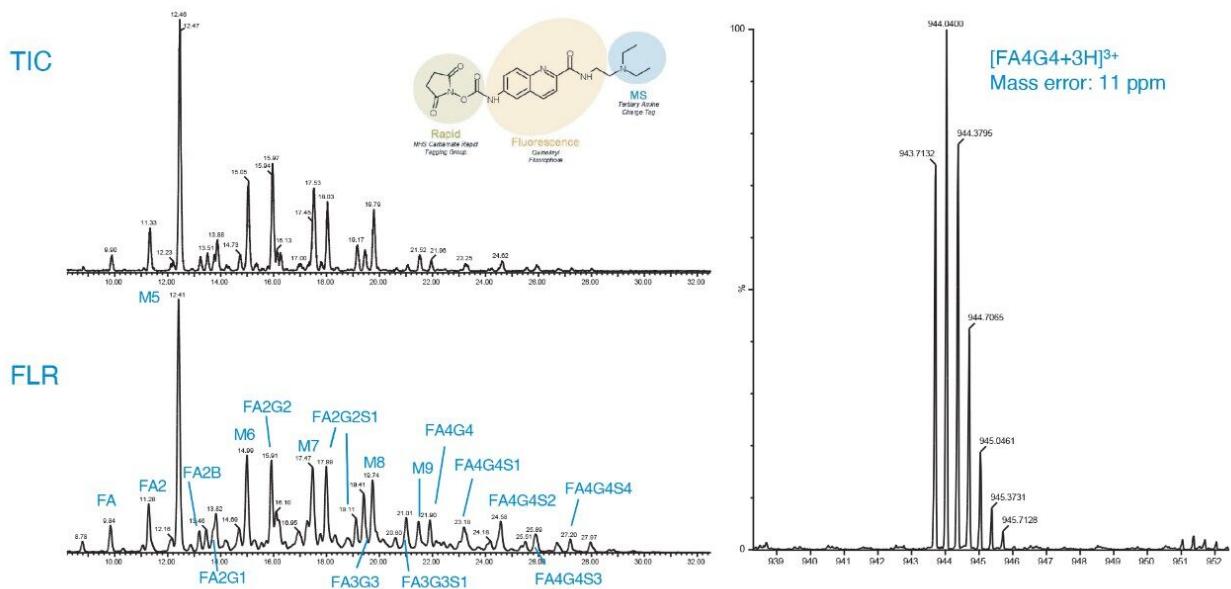 TIC
12.46
12.47
9.90
11.33
12.23
13.51
13.88
14.73
15.05
15.94
15.97
16.13
17.00
17.45
17.53
18.03
19.17
19.79
21.52
21.96
23.25
24.62
10.00 12.00 14.00 16.00 18.00 20.00 22.00 24.00 26.00 28.00 30.00 32.00
O
N
O
O
O
O
NH
N
O
NH
N
Rapid
NHS Carbamate Rapid
Tagging Group
Fluorescence
Quinolinyl
Fluorophore
MS
Tertiary Amine
Charge Tag
FLR
M5
12.41
FA
FA2
FA2B
FA2G1
M6
FA2G2
M7
FA2G2S1
FA3G3
M8
FA3G3S1
M9
FA4G4
FA4G4S1
FA4G4S2
FA4G4S3
FA4G4S4
8.78
9.84
11.28
12.16
13.46
13.82
14.69
14.99
15.91
16.10
16.95
17.47
17.98
19.11
19.41
19.74
20.60
21.01
21.90
23.18
24.18
24.58
25.51
25.89
27.20
27.97
10.00 12.00 14.00 16.00 18.00 20.00 22.00 24.00 26.00 28.00 30.00 32.00
100
%
0
944.0400
943.7132
944.3795
944.7065
945.0461
945.3731
945.7128
[FA4G4+3H]³⁺
Mass error: 11 ppm
939 940 941 942 943 944 945 946 947 948 949 950 951 952